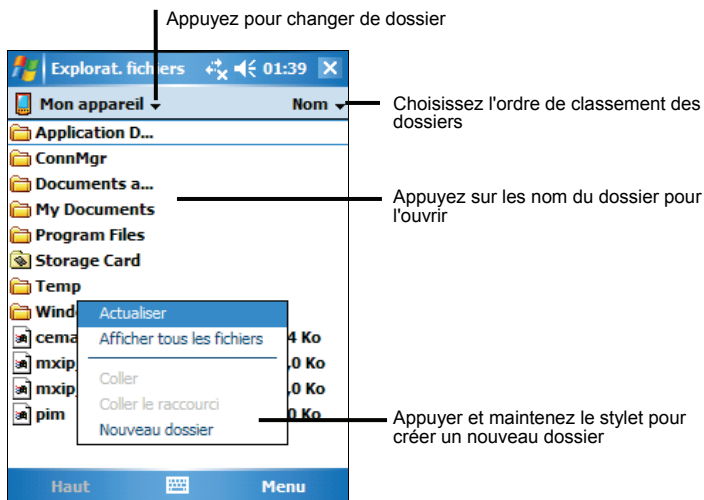 Appuyez pour changer de dossier
Explorat. fichiers 01:39
Mon appareil Nom
Choisissez l'ordre de classement des
dossiers
Application D...
ConnMgr
Documents a...
Appuyez sur les nom du dossier pour
l'ouvrir
My Documents
Program Files
Storage Card
Temp
Wind
Actualiser
cema
Afficher tous les fichiers
4 Ko
mxip
,0 Ko
Coller
mxip
,0 Ko
Coller le raccourci
pim
0 Ko
Nouveau dossier
Appuyer et maintenez le stylet pour
créer un nouveau dossier
Haut Menu